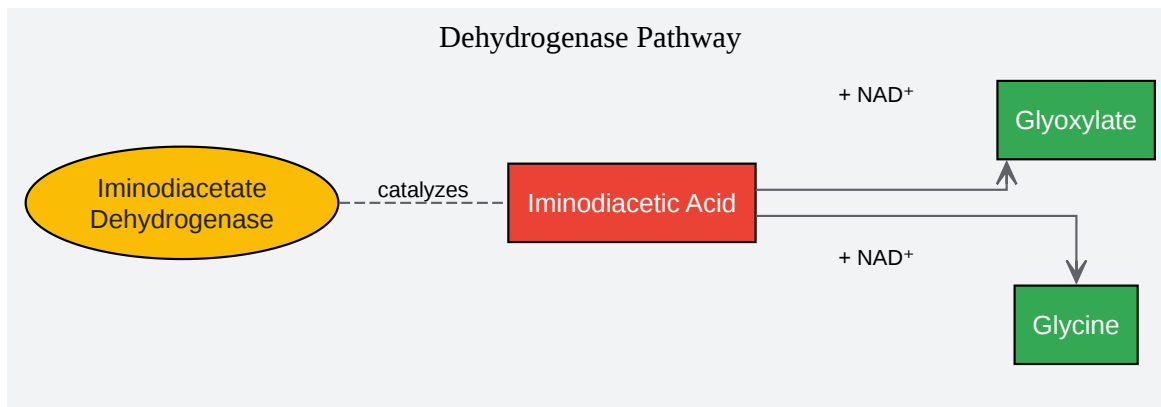 Dehydrogenase Pathway
+ NAD⁺
Glyoxylate
Iminodiacetate
Dehydrogenase
catalyzes
Iminodiacetic Acid
+ NAD⁺
Glycine